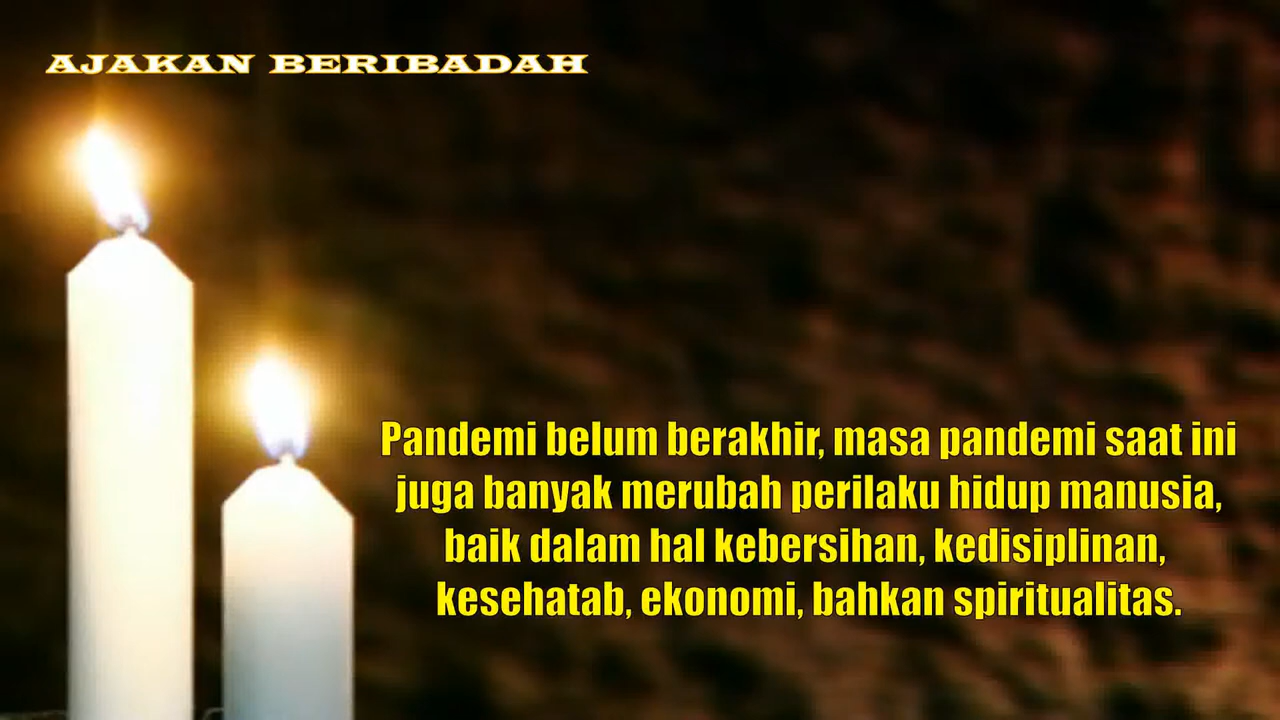 AJAKAN BERIBADAH
Pandemi belum berakhir, masa pandemi saat ini
juga banyak merubah perilaku hidup manusia,
baik dalam hal kebersihan, kedisiplinan,
kesehatab, ekonomi, bahkan spiritualitas.